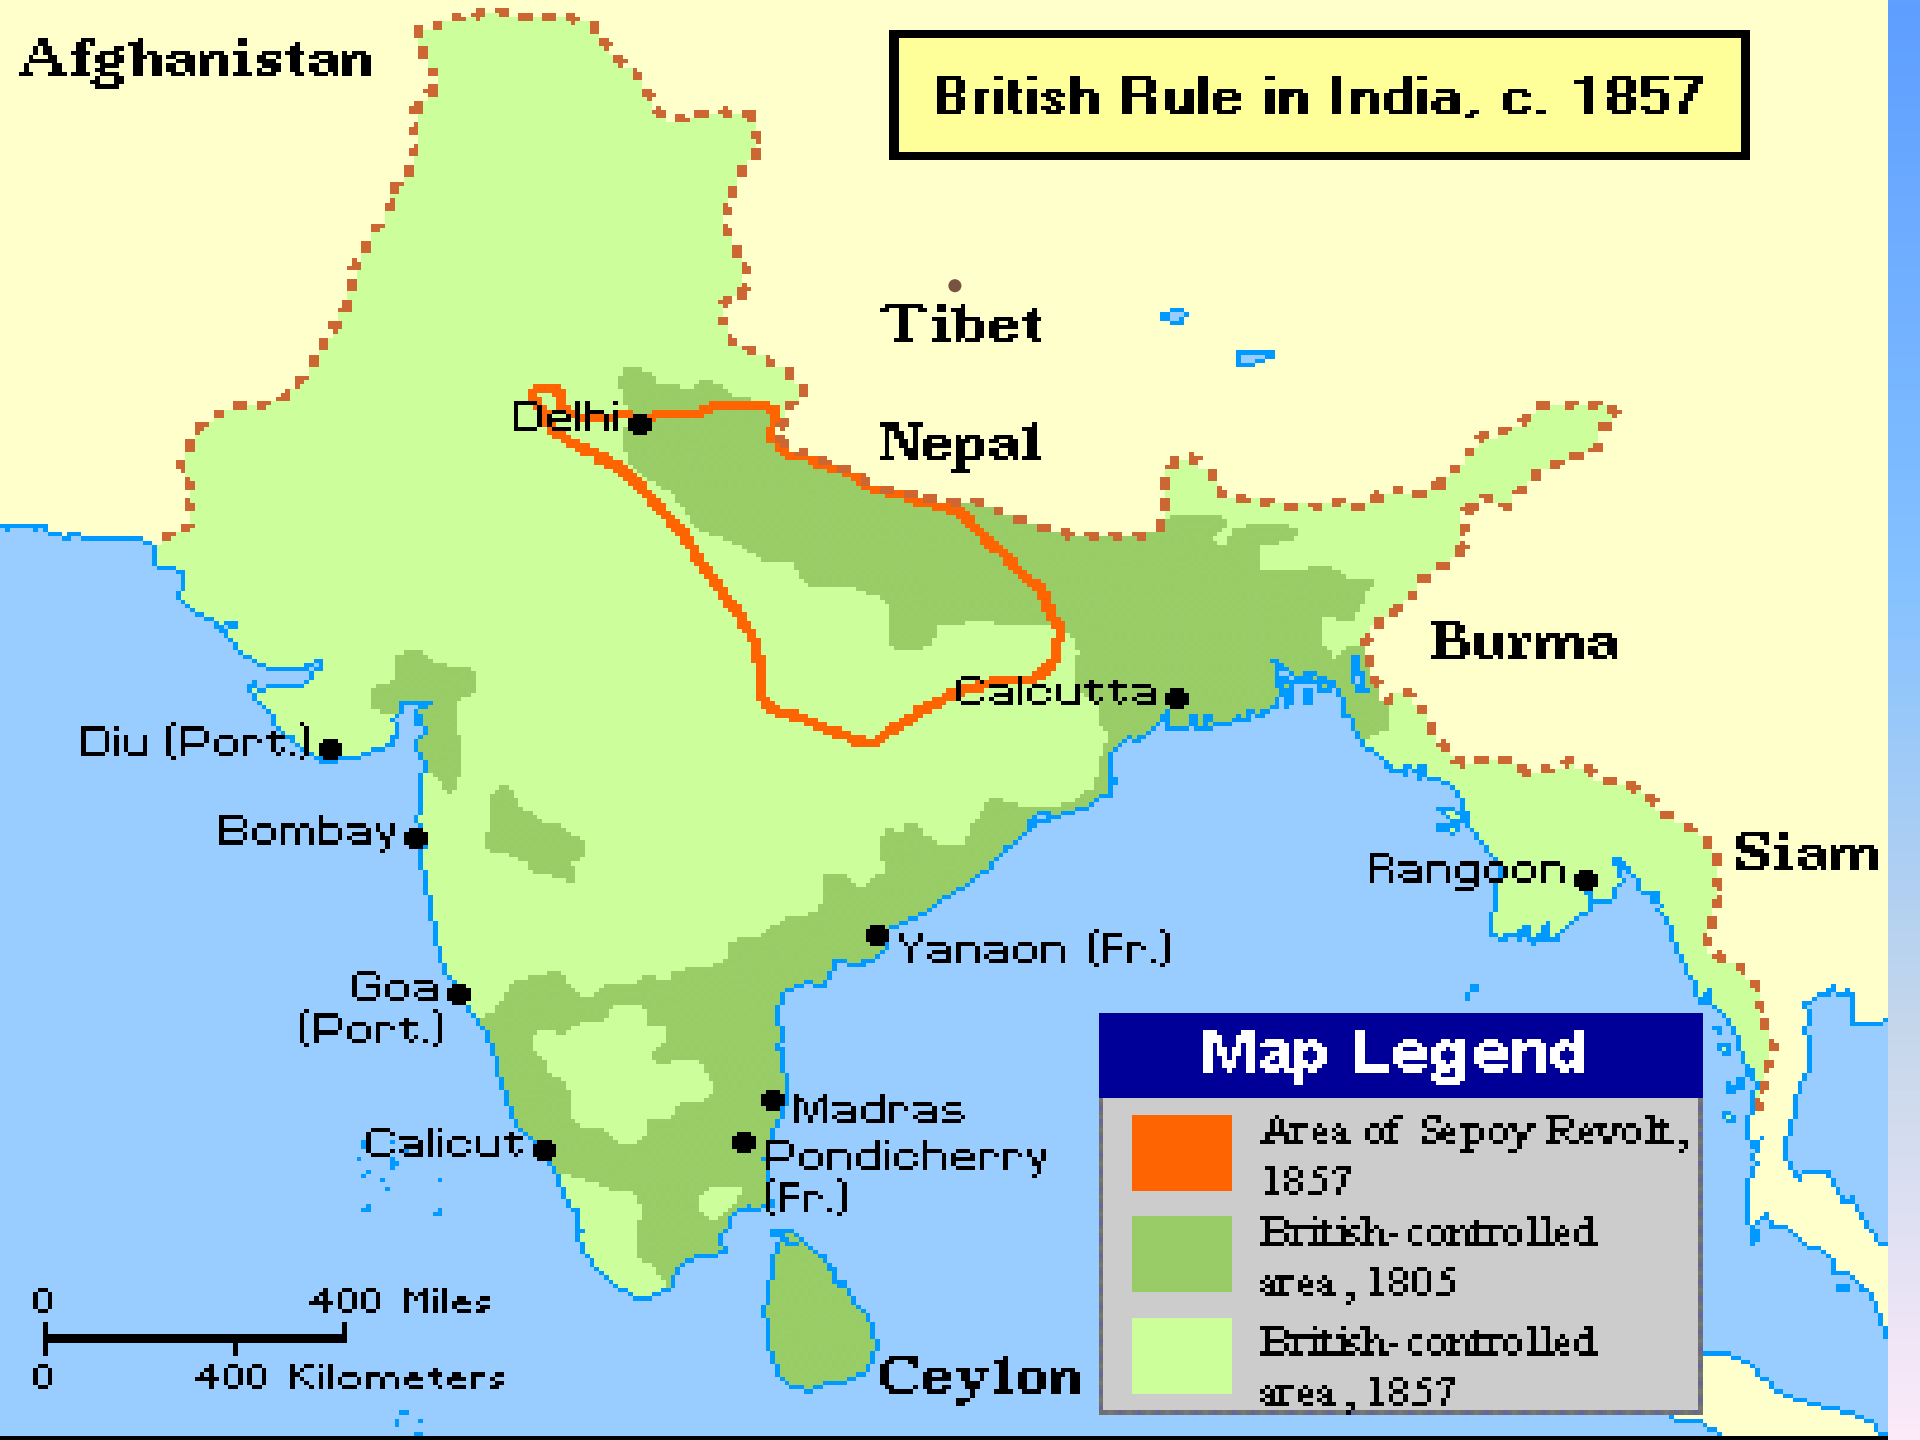 Afghanistan
British Rule in India, c. 1857
Tibet
Delhi
Nepal
Burma
Calcutta
Diu (Port.)
Bombay
Siam
Rangoon
Yanaon (Fr.)
Goa
(Port.)
Madras
Calicut
Pondicherry
(Fr.)
Ceylon
0 400 Miles
0 400 Kilometers
Map Legend
Area of Sepoy Revolt,
1857
British-controlled
area, 1805
British-controlled
area, 1857